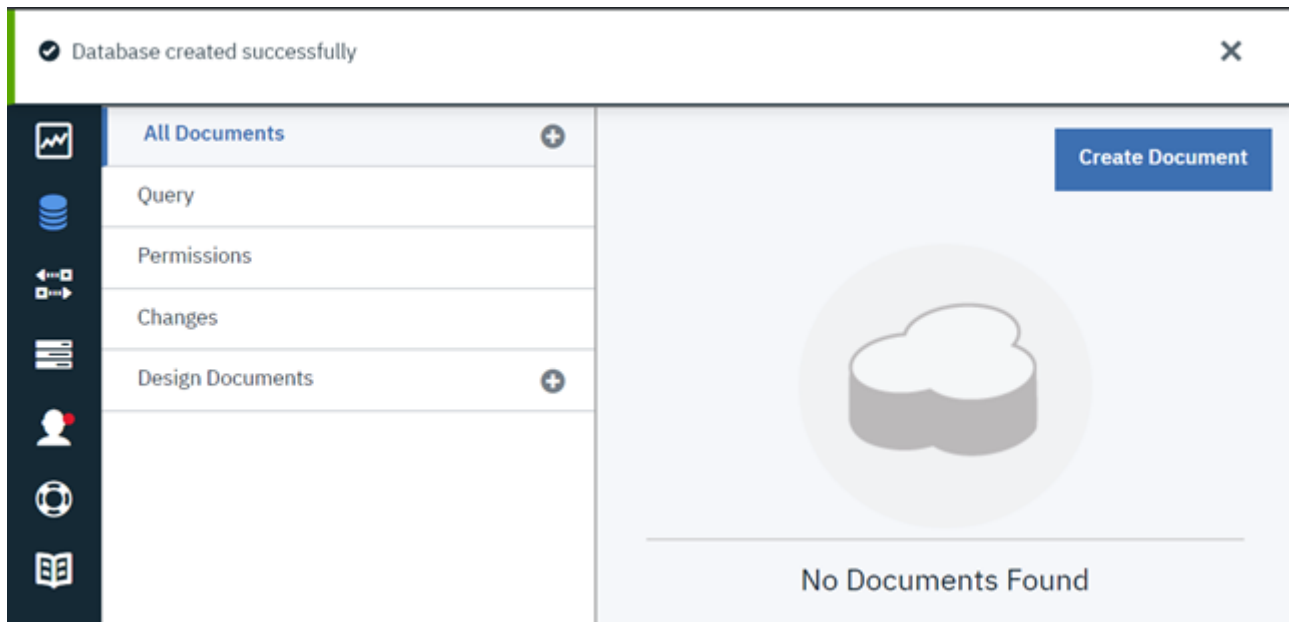 Database created successfully
All Documents
Create Document
Query
Permissions
Changes
Design Documents
No Documents Found